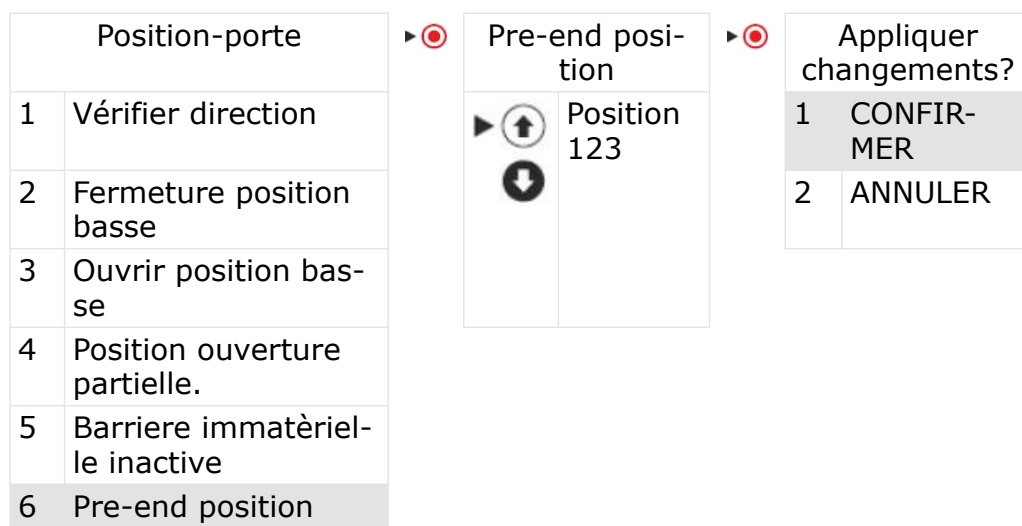 Position-porte
1 Vérifier direction
2 Fermeture position
basse
3 Ouvrir position bas-
se
4 Position ouverture
partielle.
5 Barriere immatèriel-
le inactive
6 Pre-end position
Pre-end posi-
tion
Position
123
Appliquer
changements?
1 CONFIR-
MER
2 ANNULER